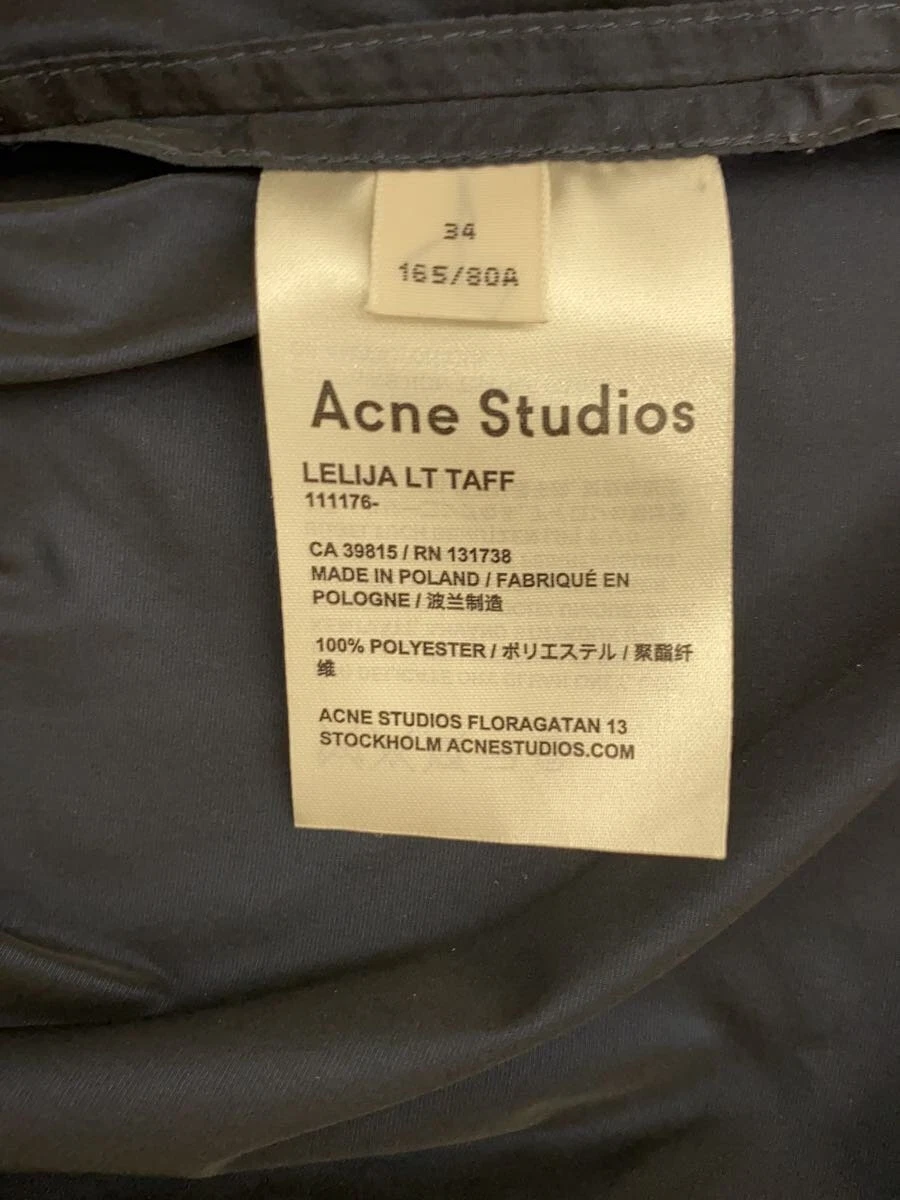 34
165/80A
Acne Studios
LELIJA LT TAFF
111176-
CA 39815 / RN 131738
MADE IN POLAND / FABRIQUÉ EN
POLOGNE / 波兰制造
100% POLYESTER / ポリエステル / 聚酯纤
维
ACNE STUDIOS FLORAGATAN 13
STOCKHOLM ACNESTUDIOS.COM